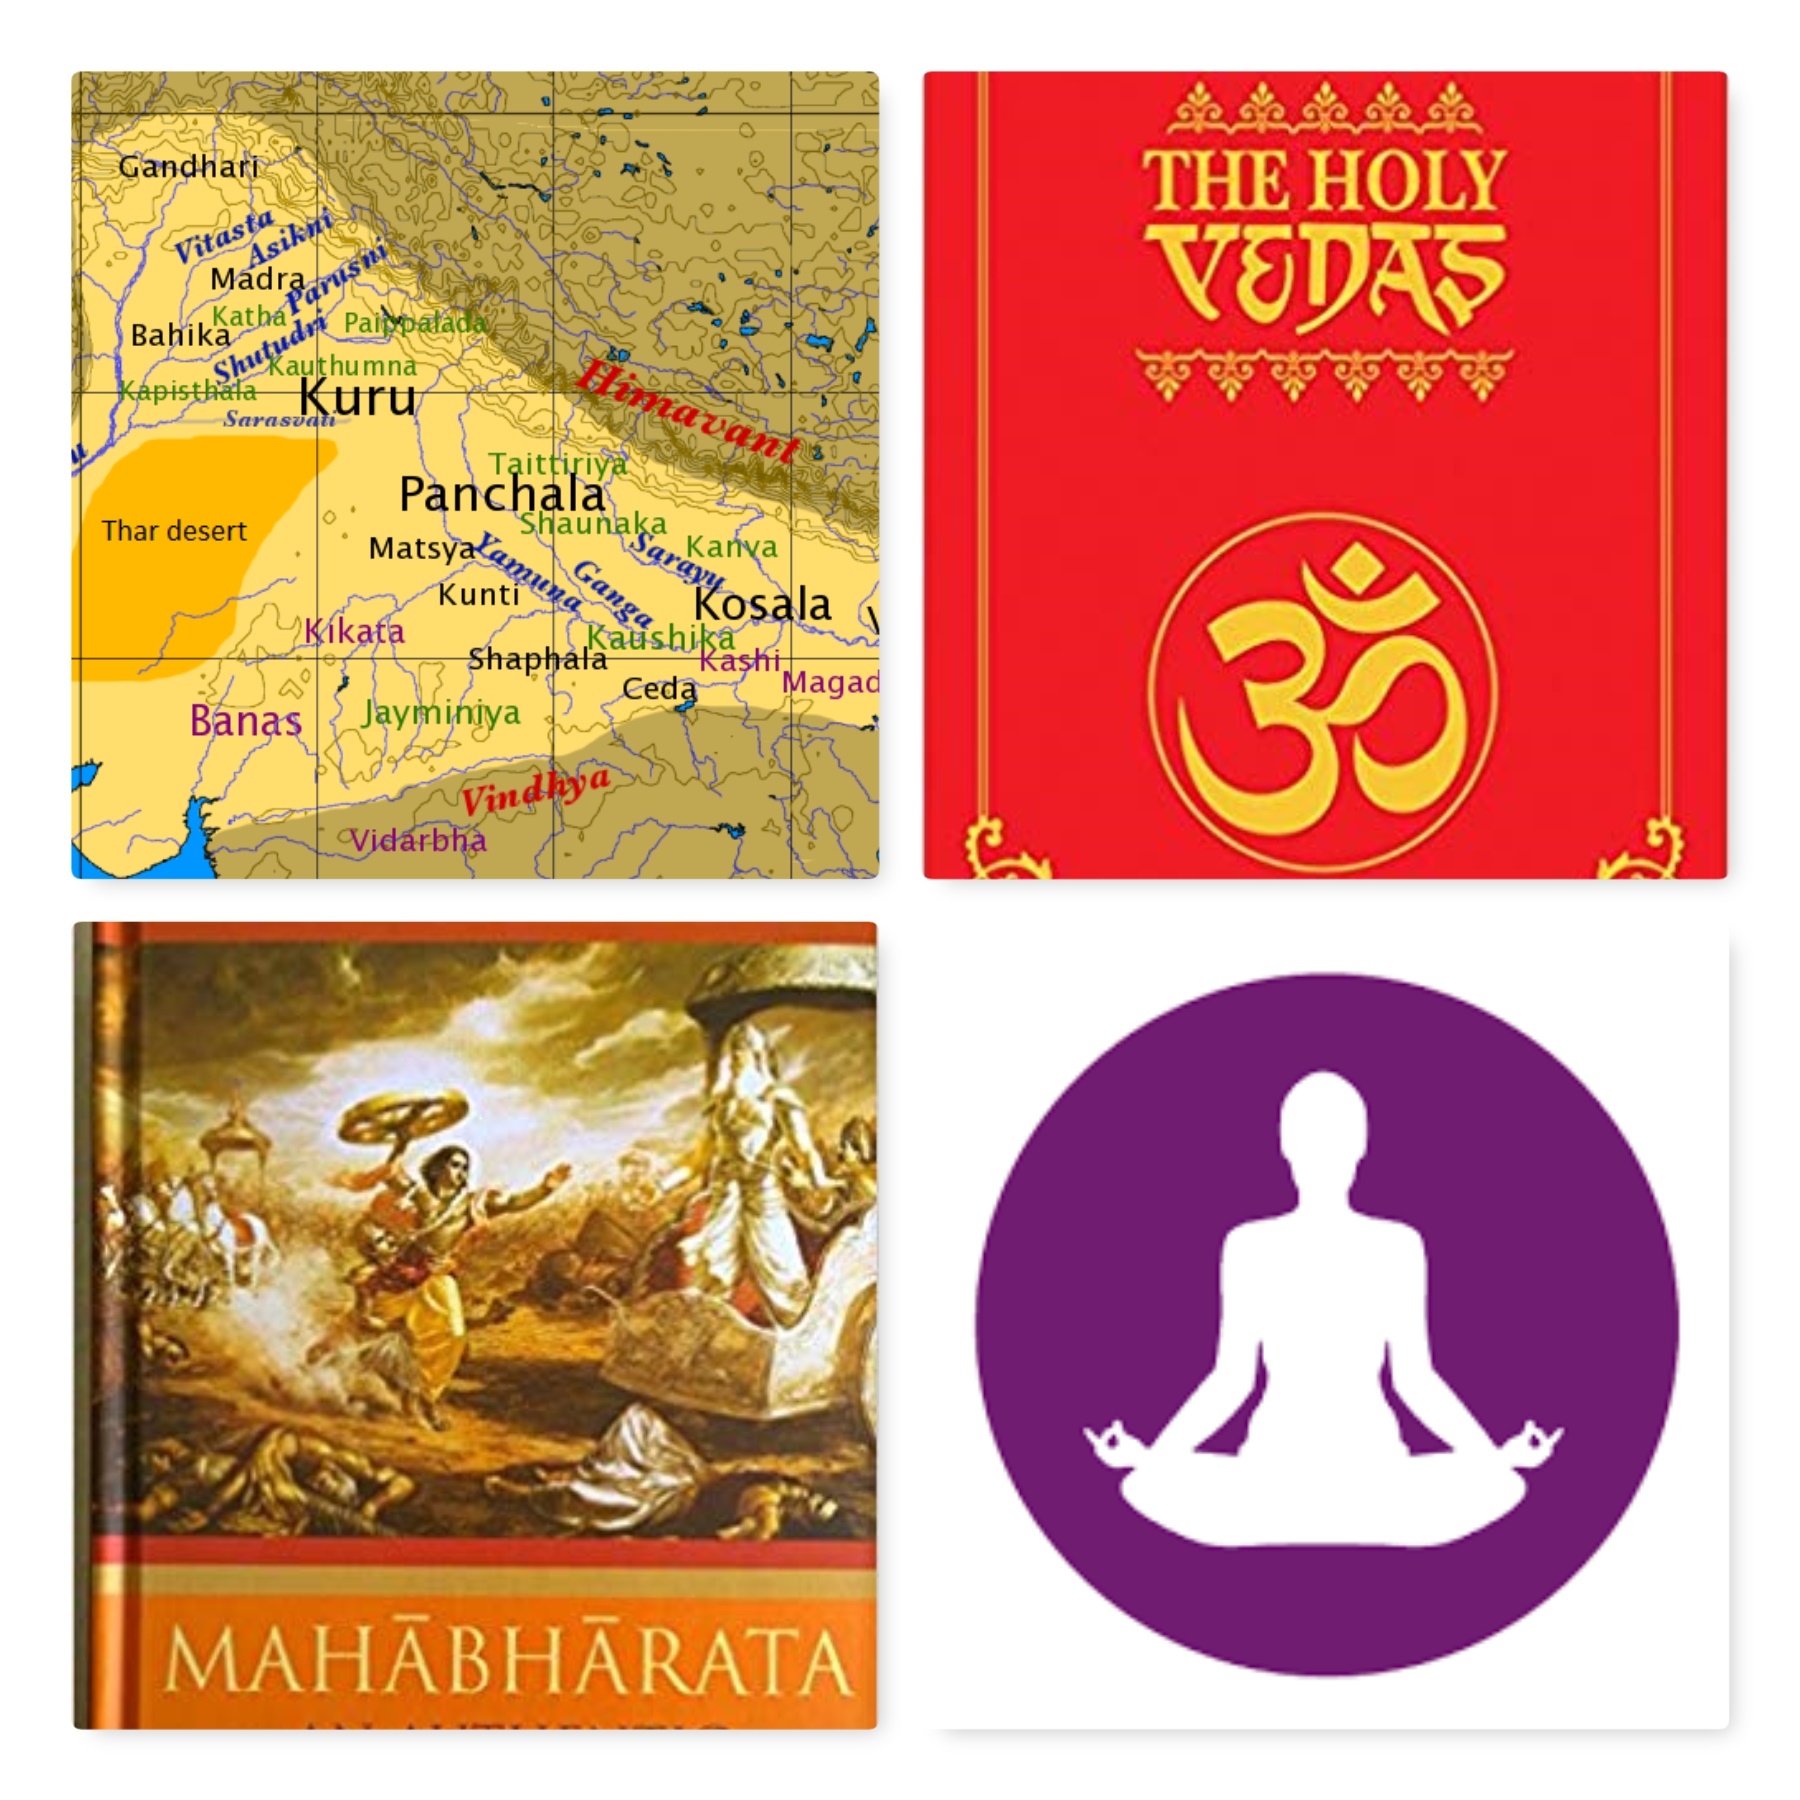 Gandhari
Vitasta
Asikni
Madra
Parusni
Katha
Paippalada
Bahika
Shutudri
Kauthumna
Kapisthala
Kuru
Sarasvati
Himavant
Taittiriya
Panchala
Thar desert
Shaunaka
Matsya
Yamuna
Sarayu
Kanva
Ganga
Kunti
Kosala
Kikata
Kaushika
Shaphala
Kashi
Ceda
Magad
Banas
Jayminiya
Vindhya
Vidarbha
THE HOLY
VEDAS
ॐ
MAHĀBHĀRATA